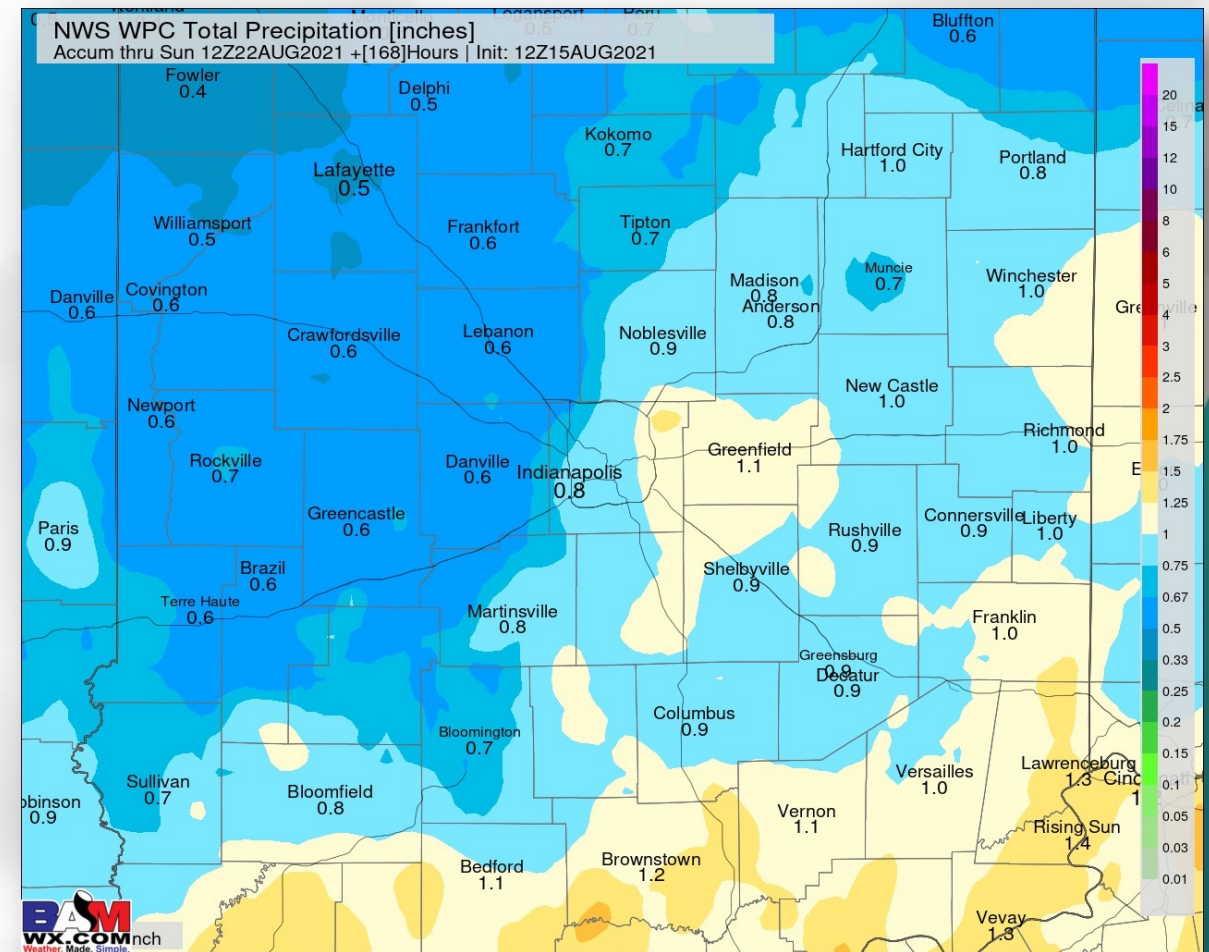 NWS WPC Total Precipitation [inches]
Accum thru Sun 12Z22AUG2021 +[168]Hours | Init: 12Z15AUG2021
Bluffton
0.6
Fowler
0.4
Delphi
0.5
Kokomo
0.7
Hartford City
1.0
Portland
0.8
Lafayette
0.5
Williamsport
0.5
Frankfort
0.6
Tipton
0.7
Muncie
0.7
Winchester
1.0
Madison
0.8
Anderson
0.8
Danville
0.6
Covington
0.6
Crawfordsville
0.6
Lebanon
0.6
Noblesville
0.9
New Castle
1.0
Newport
0.6
Richmond
1.0
Rockville
0.7
Danville
0.6
Indianapolis
0.8
Greenfield
1.1
Paris
0.9
Greencastle
0.6
Rushville
0.9
Connersville
0.9
Liberty
1.0
Brazil
0.6
Shelbyville
0.9
Terre Haute
0.6
Martinsville
0.8
Franklin
1.0
Greensburg
0.9
Decatur
0.9
Columbus
0.9
Bloomington
0.7
Sullivan
0.7
Bloomfield
0.8
Versailles
1.0
Lawrenceburg
1.3
obinson
0.9
Vernon
1.1
Rising Sun
1.4
Bedford
1.1
Brownstown
1.2
Vevay
1.3
20
15
12
10
8
6
5
4
3
2.5
2
1.75
1.5
1.25
1
0.75
0.67
0.5
0.33
0.25
0.2
0.15
0.1
0.05
0.03
0.01
BAM
WX.COM
Weather. Made. Simple.
nch